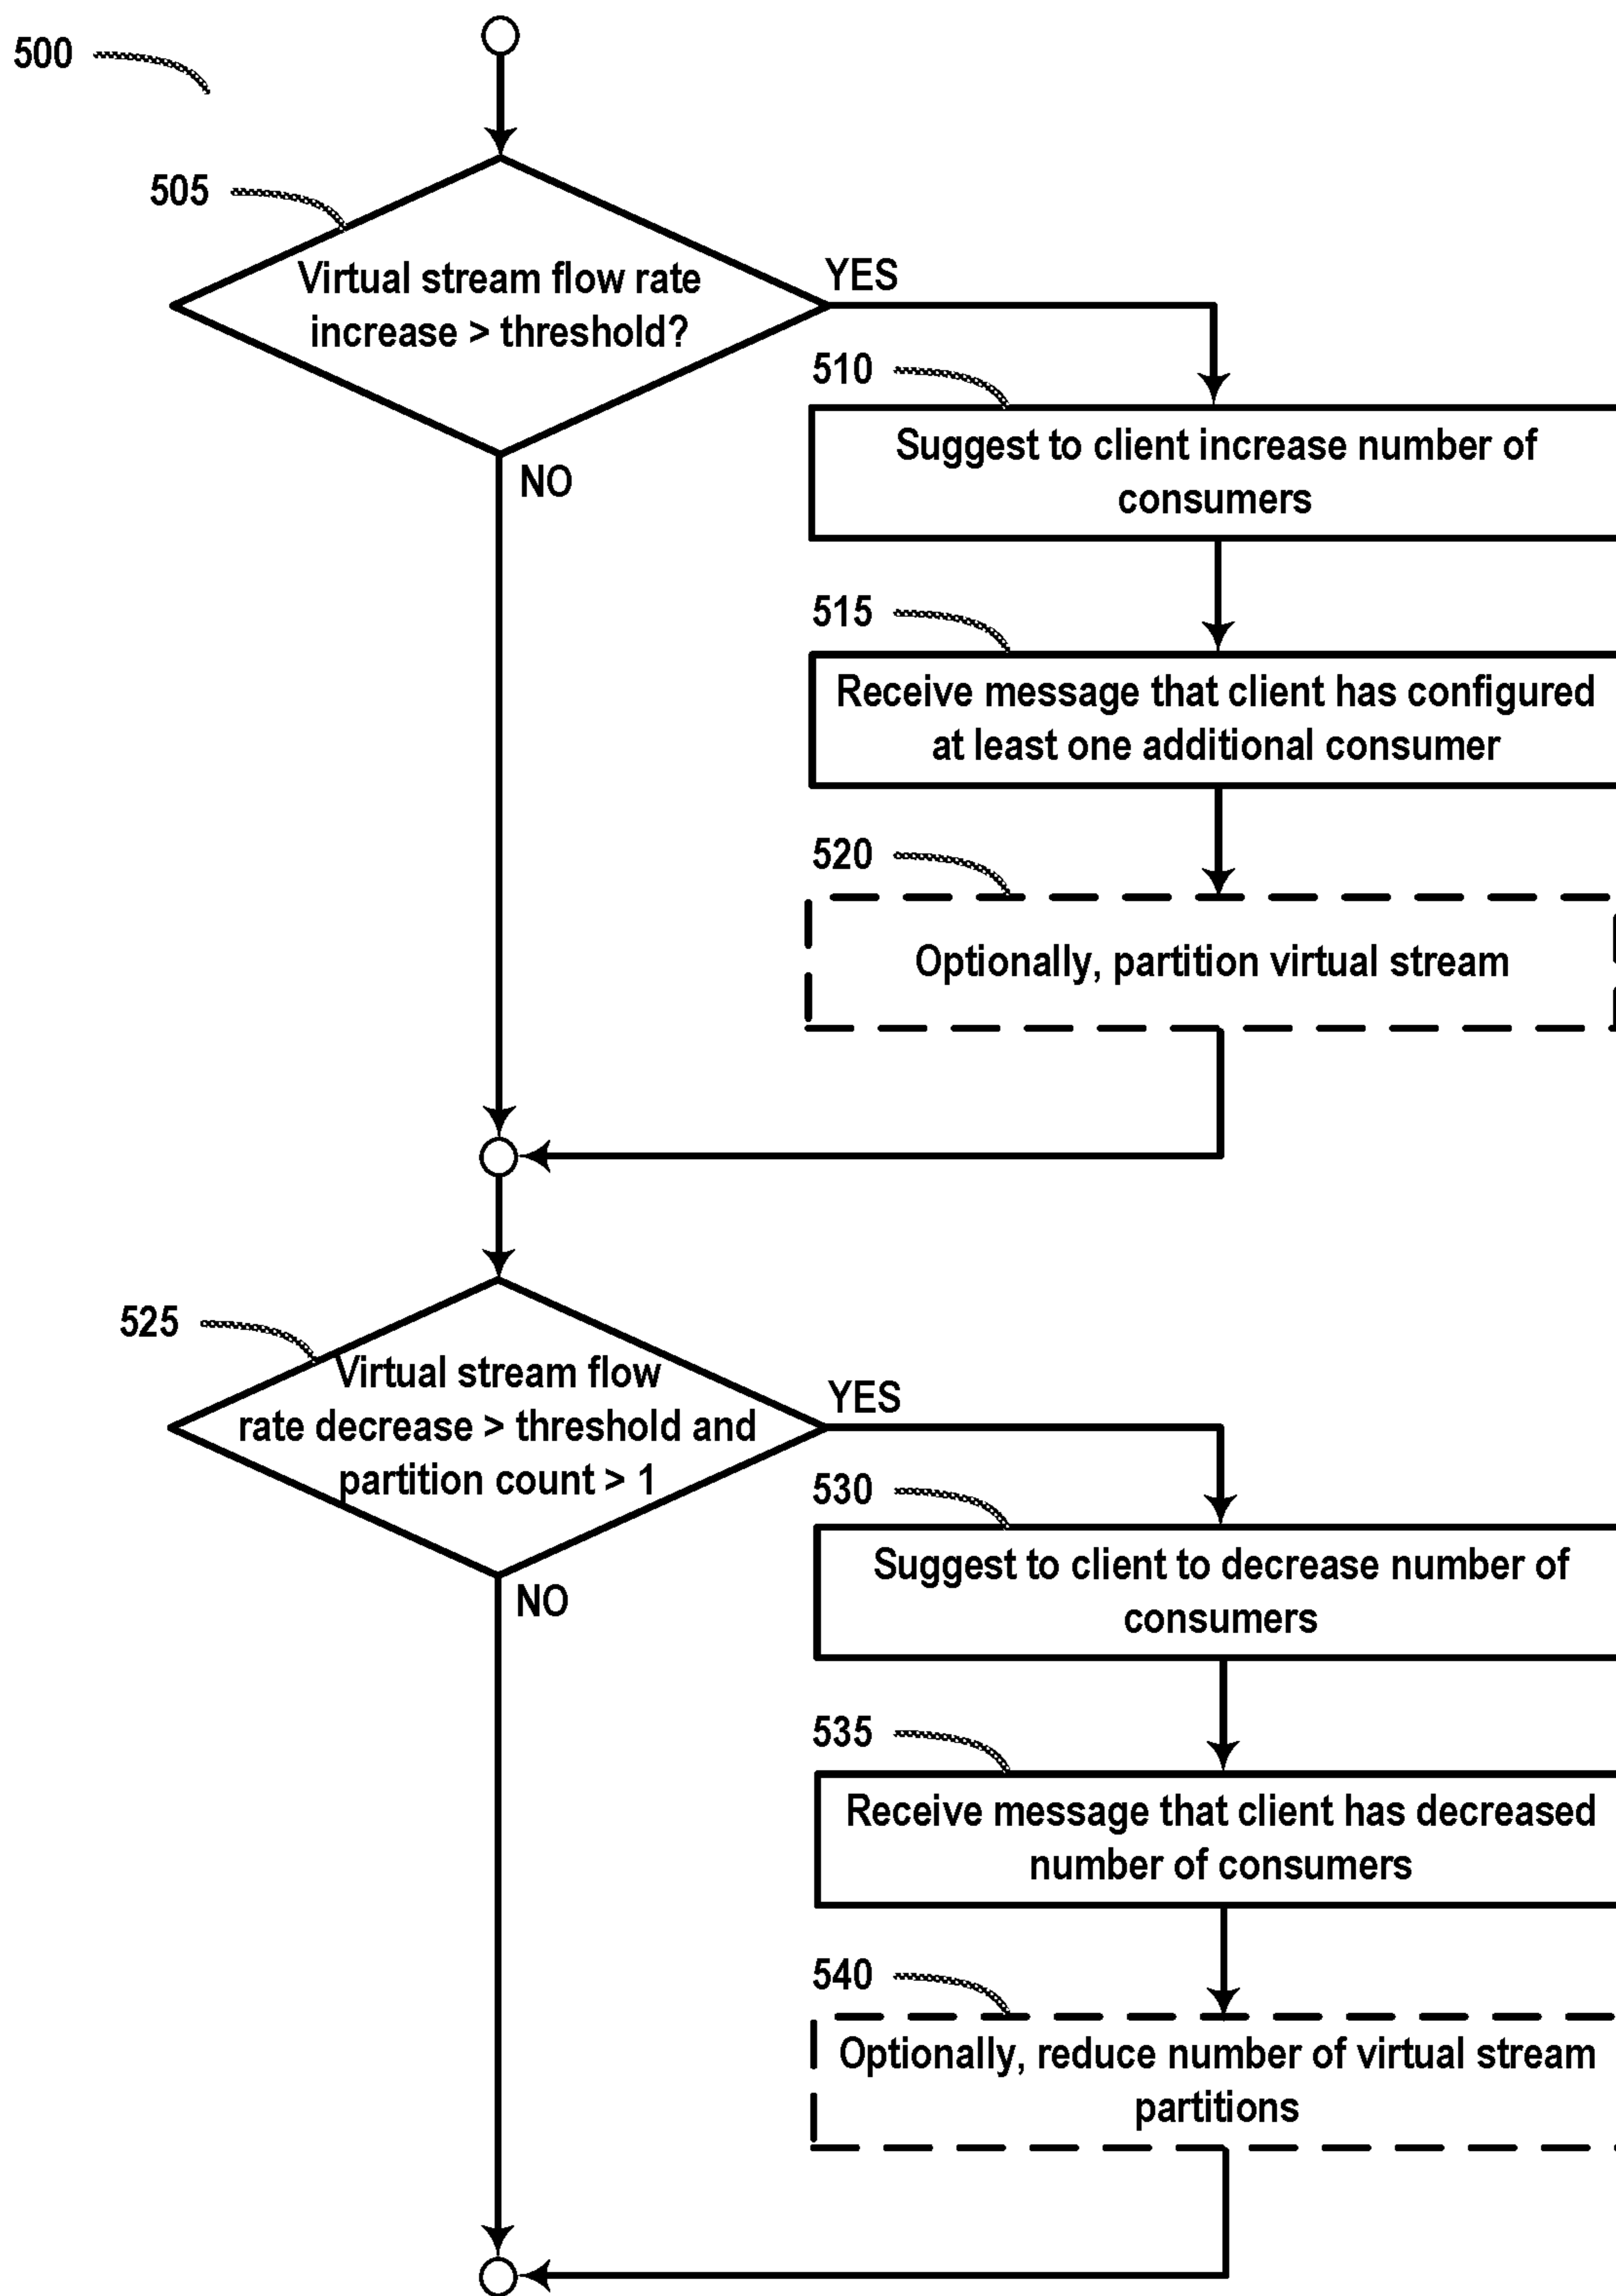 500
505
Virtual stream flow rate
increase > threshold?
YES
NO
510
Suggest to client increase number of
consumers
515
Receive message that client has configured
at least one additional consumer
520
Optionally, partition virtual stream
525
Virtual stream flow
rate decrease > threshold and
partition count > 1
YES
NO
530
Suggest to client to decrease number of
consumers
535
Receive message that client has decreased
number of consumers
540
Optionally, reduce number of virtual stream
partitions